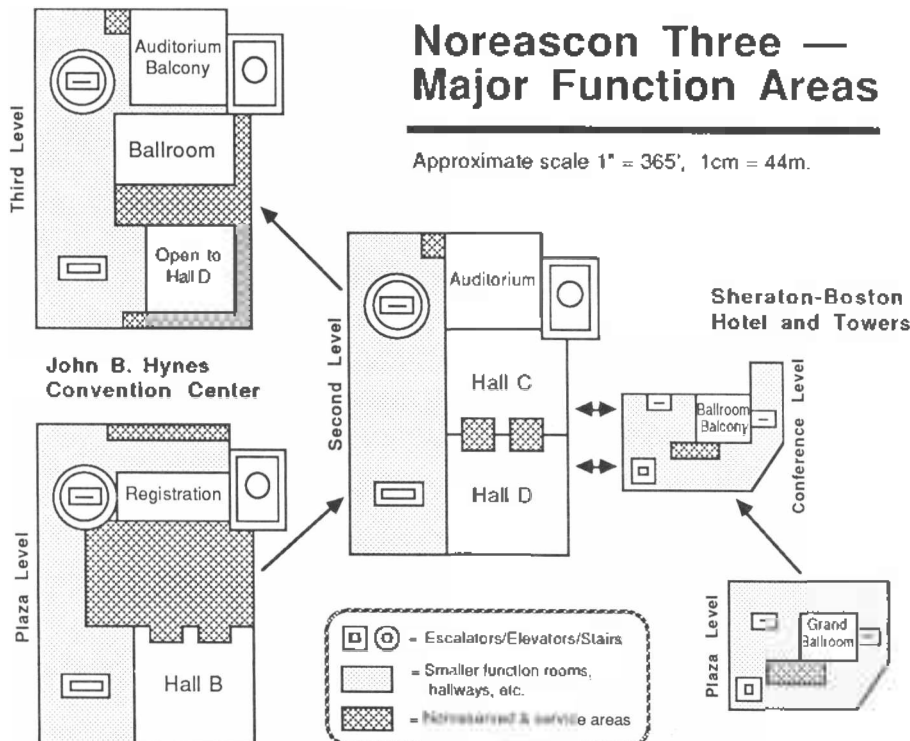 Noreascon Three —
Major Function Areas
Approximate scale 1" = 365', 1cm = 44m.
Third Level
Auditorium
Balcony
Ballroom
Open to
Hall D
John B. Hynes
Convention Center
Second Level
Auditorium
Hall C
Hall D
Sheraton-Boston
Hotel and Towers
Conference Level
Ballroom
Balcony
Plaza Level
Registration
Hall B
Plaza Level
Grand
Ballroom
= Escalators/Elevators/Stairs
= Smaller function rooms,
hallways, etc.
= & service areas